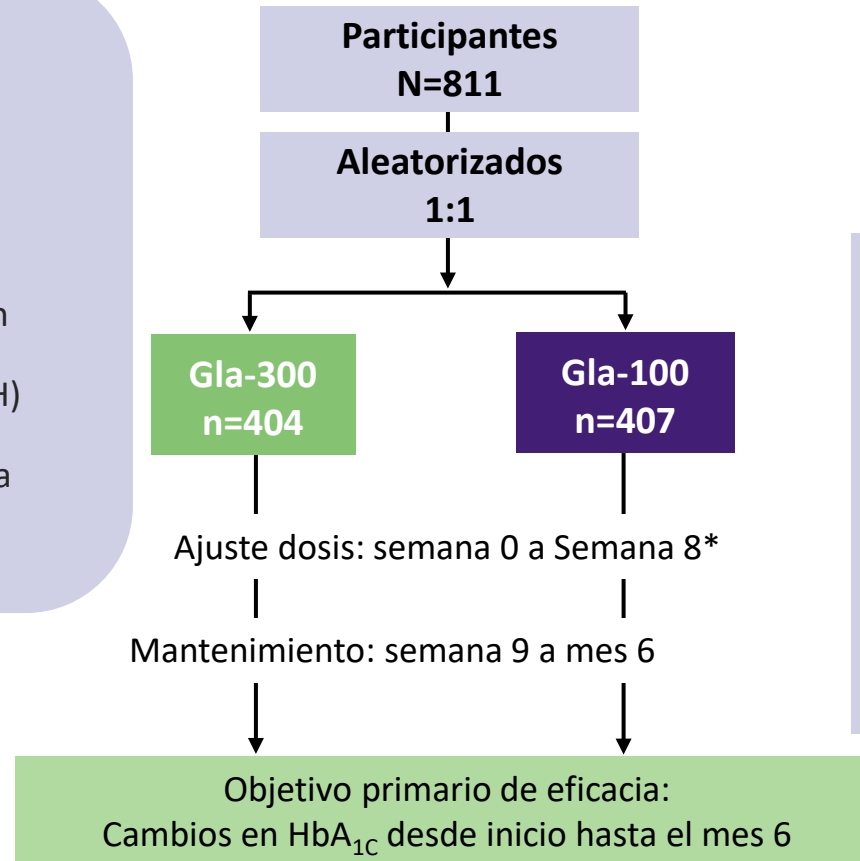 Participantes
N=811
Aleatorizados
1:1
Gla-300
n=404
Gla-100
n=407
Ajuste dosis: semana 0 a Semana 8*
Mantenimiento: semana 9 a mes 6
Objetivo primario de eficacia:
Cambios en HbA1C desde inicio hasta el mes 6